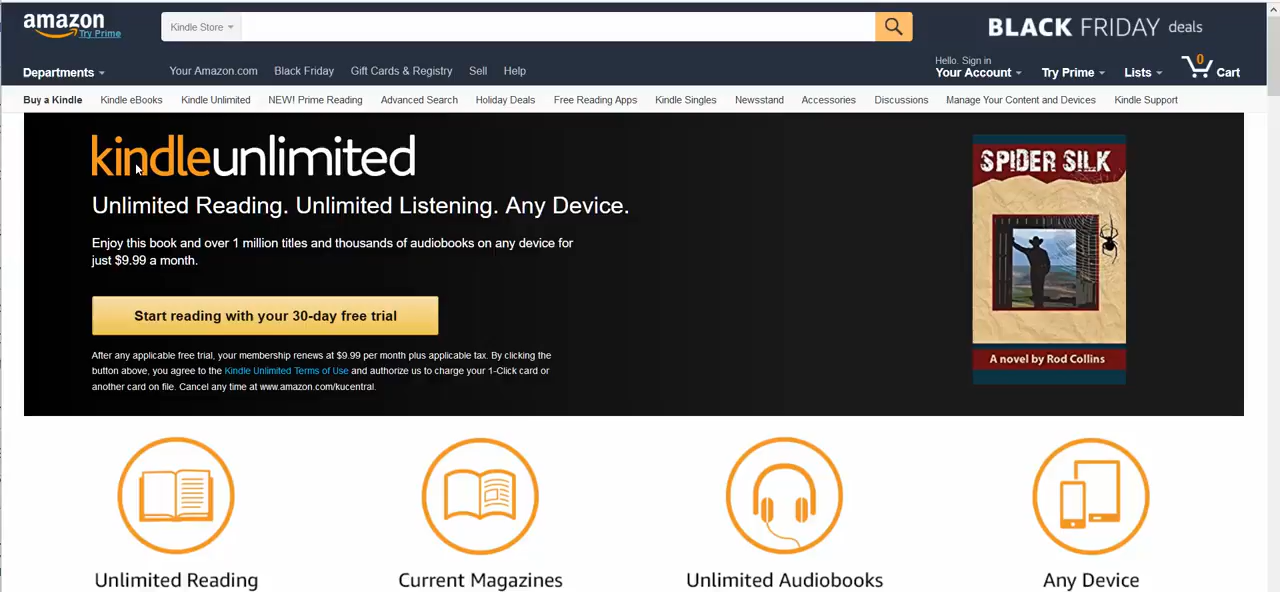 amazon
Try Prime
Kindle Store
BLACK FRIDAY deals
Departments
Your Amazon.com
Black Friday
Gift Cards & Registry
Sell
Help
Hello. Sign in
Your Account
Try Prime
Lists
0
Cart
Buy a Kindle
Kindle eBooks
Kindle Unlimited
NEW! Prime Reading
Advanced Search
Holiday Deals
Free Reading Apps
Kindle Singles
Newsstand
Accessories
Discussions
Manage Your Content and Devices
Kindle Support
kindleunlimited
Unlimited Reading. Unlimited Listening. Any Device.
Enjoy this book and over 1 million titles and thousands of audiobooks on any device for
just $9.99 a month.
Start reading with your 30-day free trial
After any applicable free trial, your membership renews at $9.99 per month plus applicable tax. By clicking the
button above, you agree to the Kindle Unlimited Terms of Use and authorize us to charge your 1-Click card or
another card on file. Cancel any time at www.amazon.com/kucentral.
SPIDER SILK
A novel by Rod Collins
Unlimited Reading
Current Magazines
Unlimited Audiobooks
Any Device